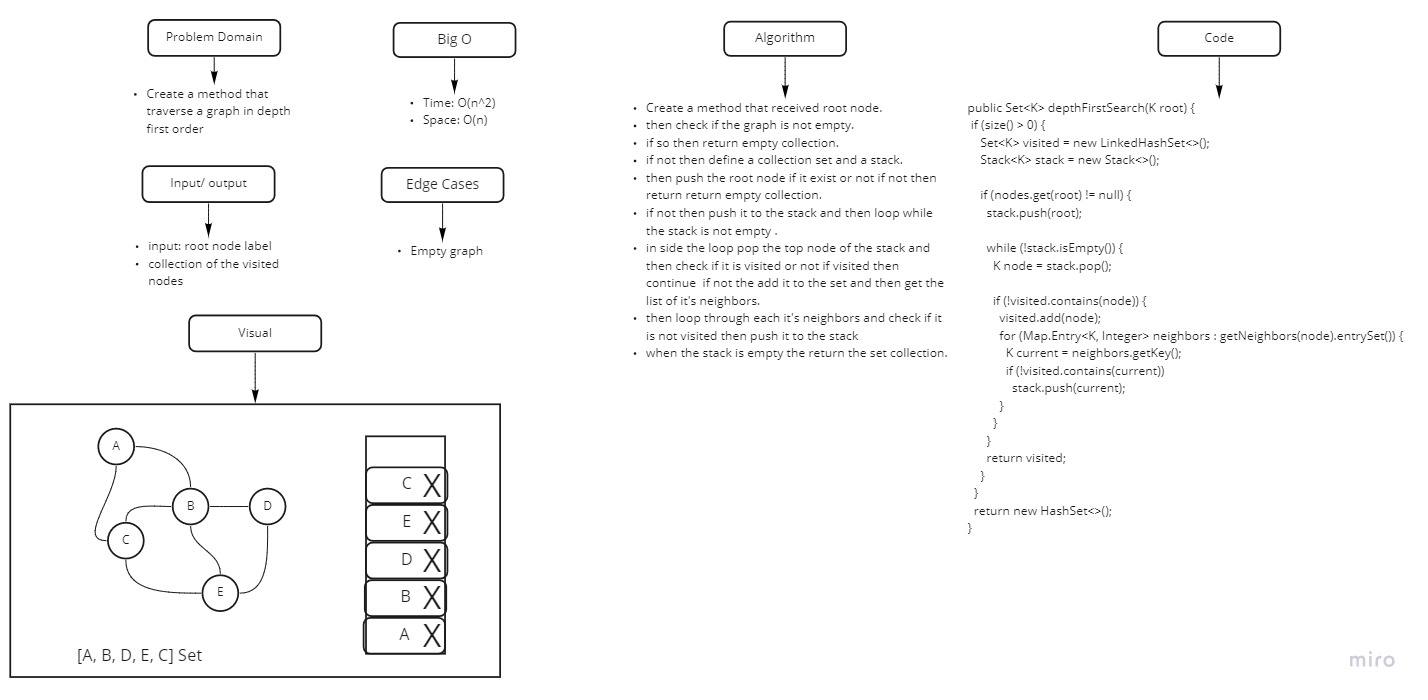 Problem Domain
• Create a method that
traverse a graph in depth
first order
Input/ output
• input: root node label
• collection of the visited
nodes
Big O
• Time: O(n^2)
• Space: O(n)
Edge Cases
• Empty graph
Visual
A
B
D
C
E
C X
E X
D X
B X
A X
[A, B, D, E, C] Set
Algorithm
• Create a method that received root node.
• then check if the graph is not empty.
• if so then return empty collection.
• if not then define a collection set and a stack.
• then push the root node if it exist or not if not then
return return empty collection.
• if not then push it to the stack and then loop while
the stack is not empty .
• in side the loop pop the top node of the stack and
then check if it is visited or not if visited then
continue  if not the add it to the set and then get the
list of it's neighbors.
• then loop through each it's neighbors and check if it
is not visited then push it to the stack
• when the stack is empty the return the set collection.
Code
public Set<K> depthFirstSearch(K root) {
if (size() > 0) {
Set<K> visited = new LinkedHashSet<>();
Stack<K> stack = new Stack<>();
if (nodes.get(root) != null) {
stack.push(root);
while (!stack.isEmpty()) {
K node = stack.pop();
if (!visited.contains(node)) {
visited.add(node);
for (Map.Entry<K, Integer> neighbors : getNeighbors(node).entrySet()) {
K current = neighbors.getKey();
if (!visited.contains(current))
stack.push(current);
}
}
}
return visited;
}
}
return new HashSet<>();
}
miro